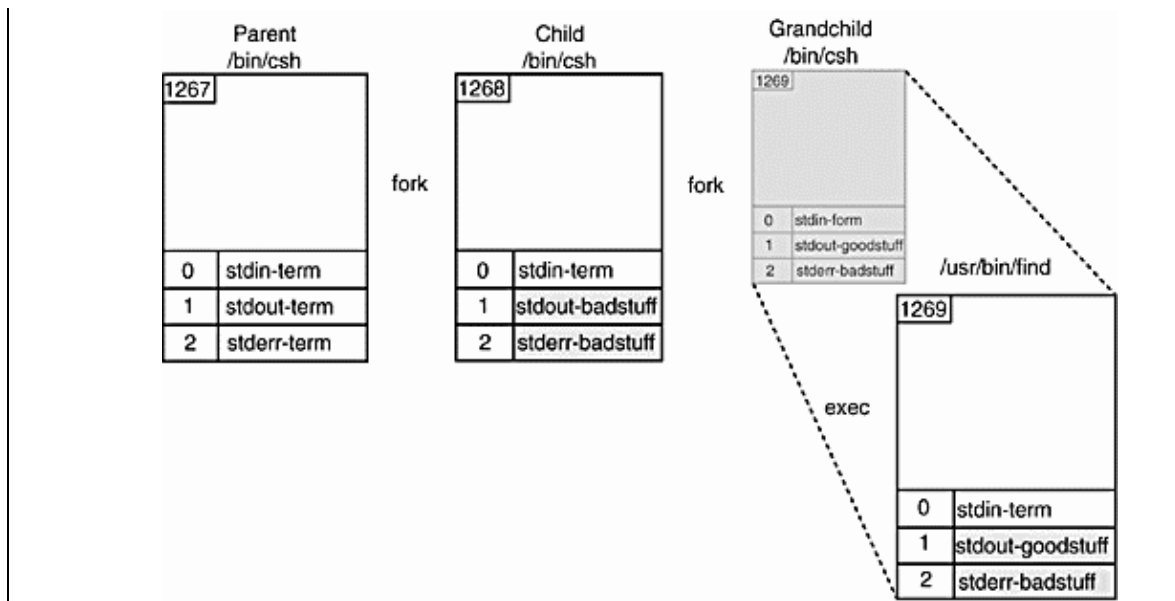 Parent
/bin/csh
1267
0 stdin-term
1 stdout-term
2 stderr-term
fork
Child
/bin/csh
1268
0 stdin-term
1 stdout-badstuff
2 stderr-badstuff
fork
Grandchild
/bin/csh
1269
0 stdin-form
1 stdout-goodstuff
2 stderr-badstuff
exec
/usr/bin/find
1269
0 stdin-term
1 stdout-goodstuff
2 stderr-badstuff